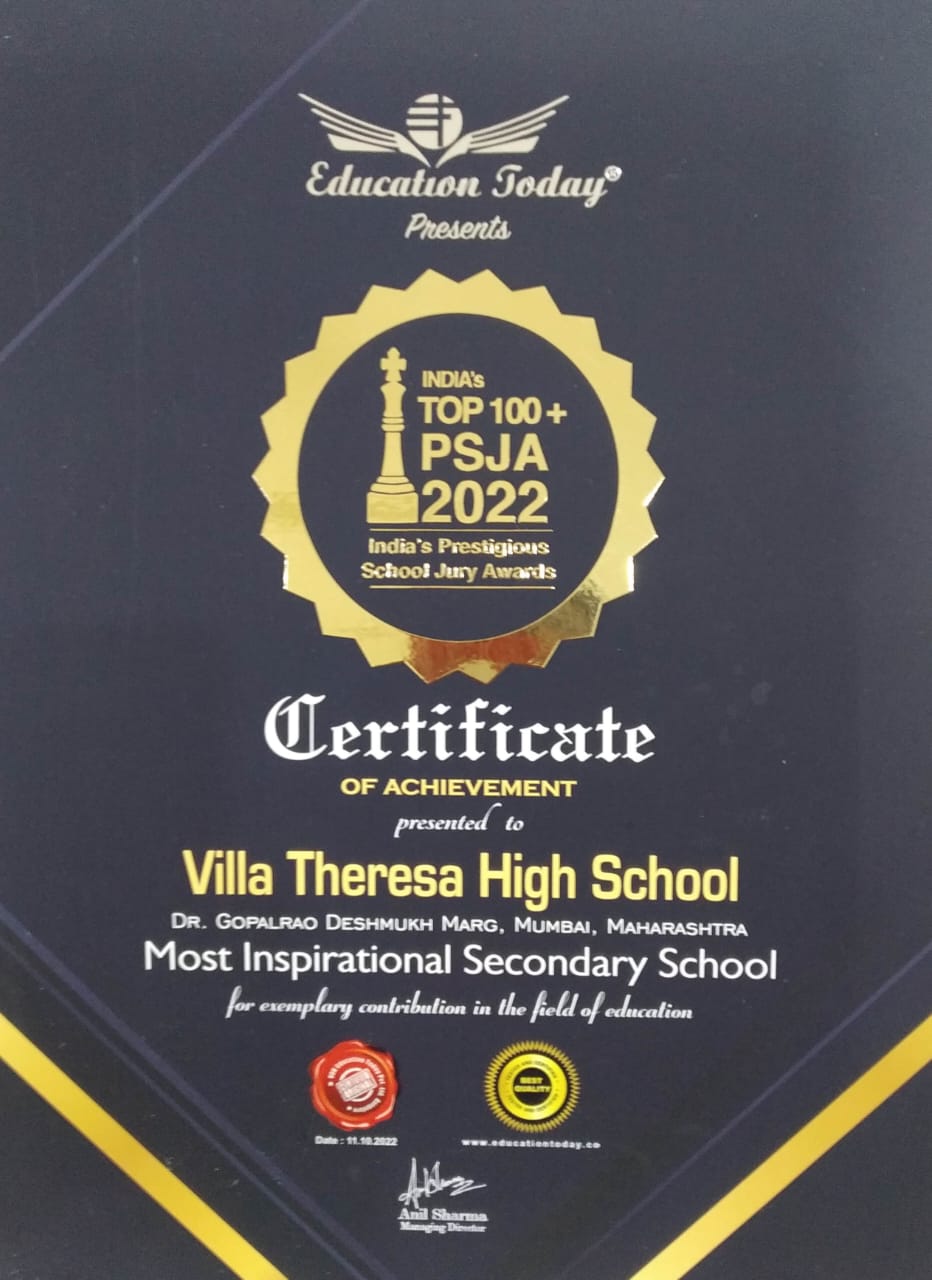 Education Today®
Presents
INDIA's
TOP 100+
PSJA
2022
India's Prestigious
School Jury Awards
Certificate
OF ACHIEVEMENT
presented to
Villa Theresa High School
DR. GOPALRAO DESHMUKH MARG, MUMBAI, MAHARASHTRA
Most Inspirational Secondary School
for exemplary contribution in the field of education
BEST
QUALITY
Date : 11.10.2022
www.educationtoday.co
Anil Sharma
Managing Director